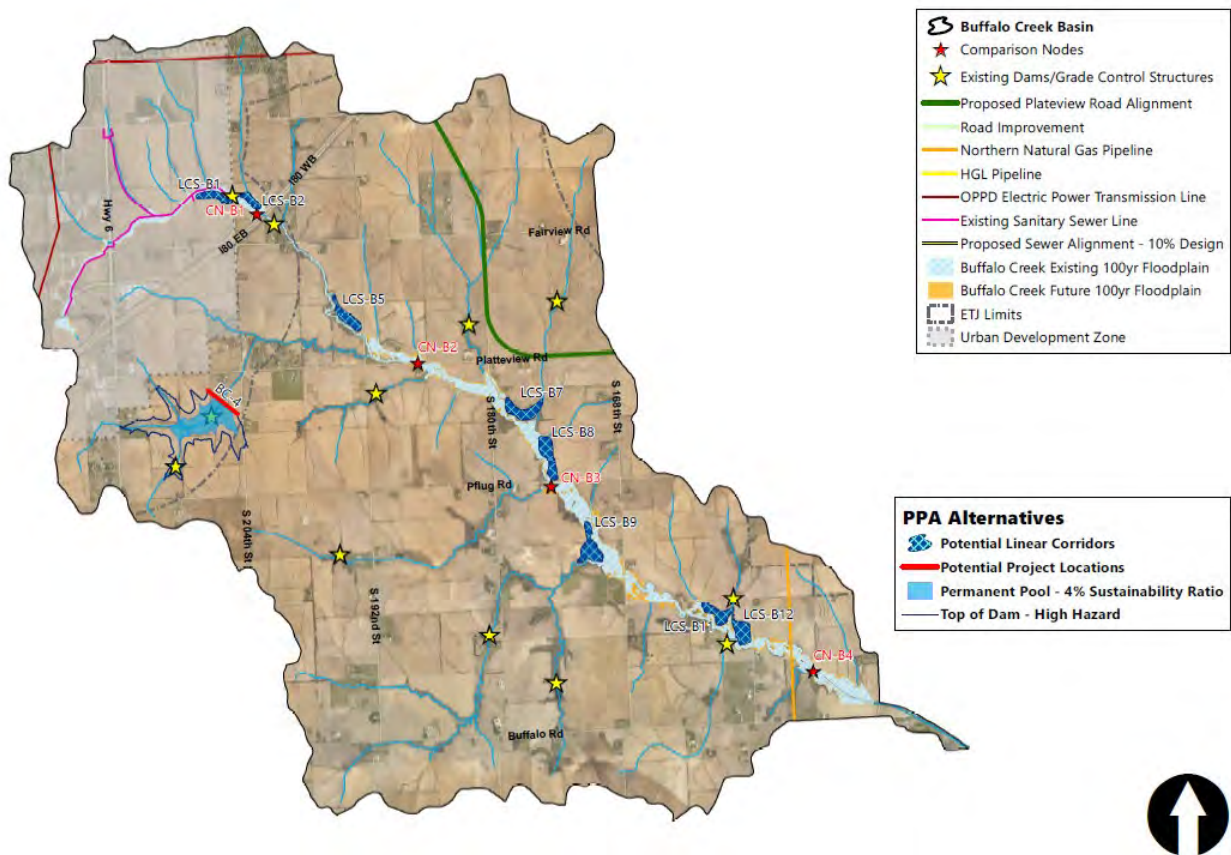 Buffalo Creek Basin
Comparison Nodes
Existing Dams/Grade Control Structures
Proposed Plateview Road Alignment
Road Improvement
Northern Natural Gas Pipeline
HGL Pipeline
OPPD Electric Power Transmission Line
Existing Sanitary Sewer Line
Proposed Sewer Alignment - 10% Design
Buffalo Creek Existing 100yr Floodplain
Buffalo Creek Future 100yr Floodplain
ETJ Limits
Urban Development Zone
PPA Alternatives
Potential Linear Corridors
Potential Project Locations
Permanent Pool - 4% Sustainability Ratio
Top of Dam - High Hazard
I80 WB
LCS-B1
LCS-B2
CN-B1
Hwy 6
I80 EB
Fairview Rd
LCS-B5
CN-B2
Platteview Rd
BC-4
LCS-B7
S 180th St
S 168th St
LCS-B8
Pflug Rd
CN-B3
S 204th St
LCS-B9
S 192nd St
LCS-B11
LCS-B12
CN-B4
Buffalo Rd